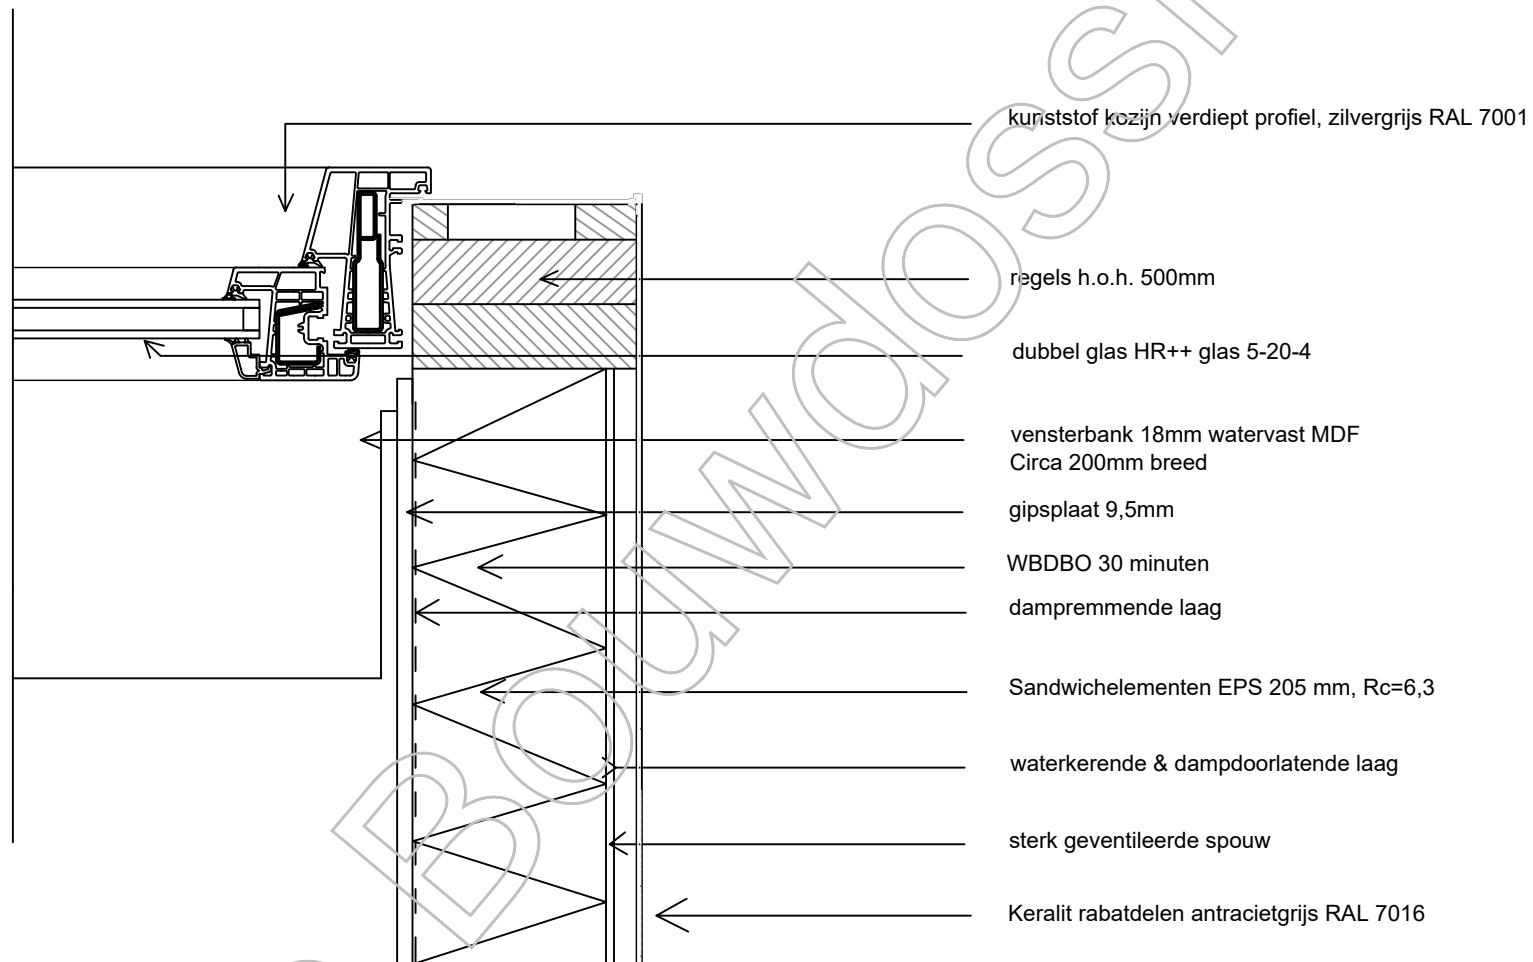 kunststof kozijn verdiept profiel, zilvergrijs RAL 7001
regels h.o.h. 500mm
dubbel glas HR++ glas 5-20-4
vensterbank 18mm watervast MDF
Circa 200mm breed
gipsplaat 9,5mm
WBDBO 30 minuten
dampremmende laag
Sandwichelementen EPS 205 mm, Rc=6,3
waterkerende & dampdoorlatende laag
sterk geventileerde spouw
Keralit rabatdelen antracietgrijs RAL 7016
Bouwdossi